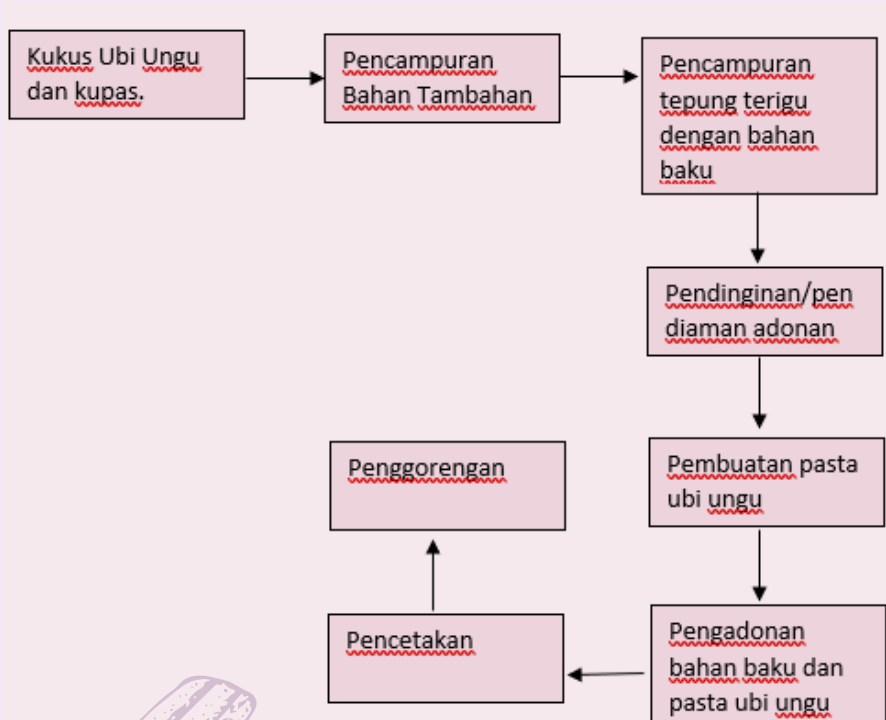 Kukus Ubi Ungu
dan kupas.
Pencampuran
Bahan Tambahan
Pencampuran
tepung terigu
dengan bahan
baku
Pendinginan/pen
diaman adonan
Pembuatan pasta
ubi ungu
Pengadonan
bahan baku dan
pasta ubi ungu
Pencetakan
Penggorengan